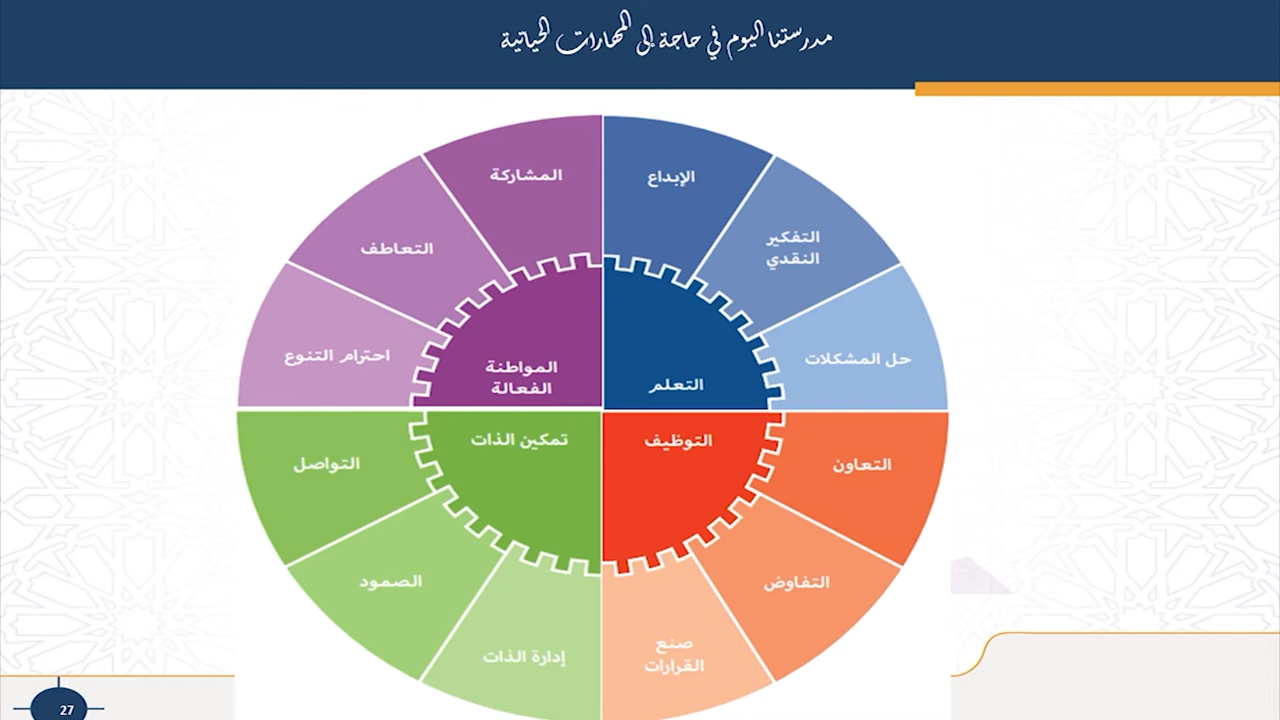 مدرستنا اليوم في حاجة إلى المهارات الحياتية
الإبداع
المشاركة
التفكير
النقدي
التعاطف
حل المشكلات
احترام التنوع
التعلم
المواطنة
الفعالة
التوظيف
تمكين الذات
التعاون
التواصل
التفاوض
الصمود
صنع
القرارات
إدارة الذات
27